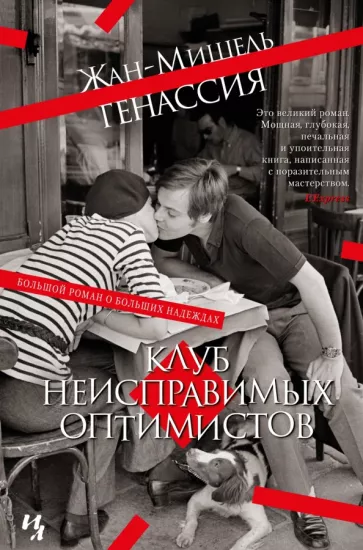 Жан-Мишель
ГЕНАССИЯ
Это великий роман.
Мощная, глубокая,
печальная
и упоительная
книга, написанная
с поразительным
мастерством.
L'Express
БОЛЬШОЙ РОМАН О БОЛЬШИХ НАДЕЖДАХ
КЛУБ
НЕИСПРАВИМЫХ
ОПТИМИСТОВ
И
Л